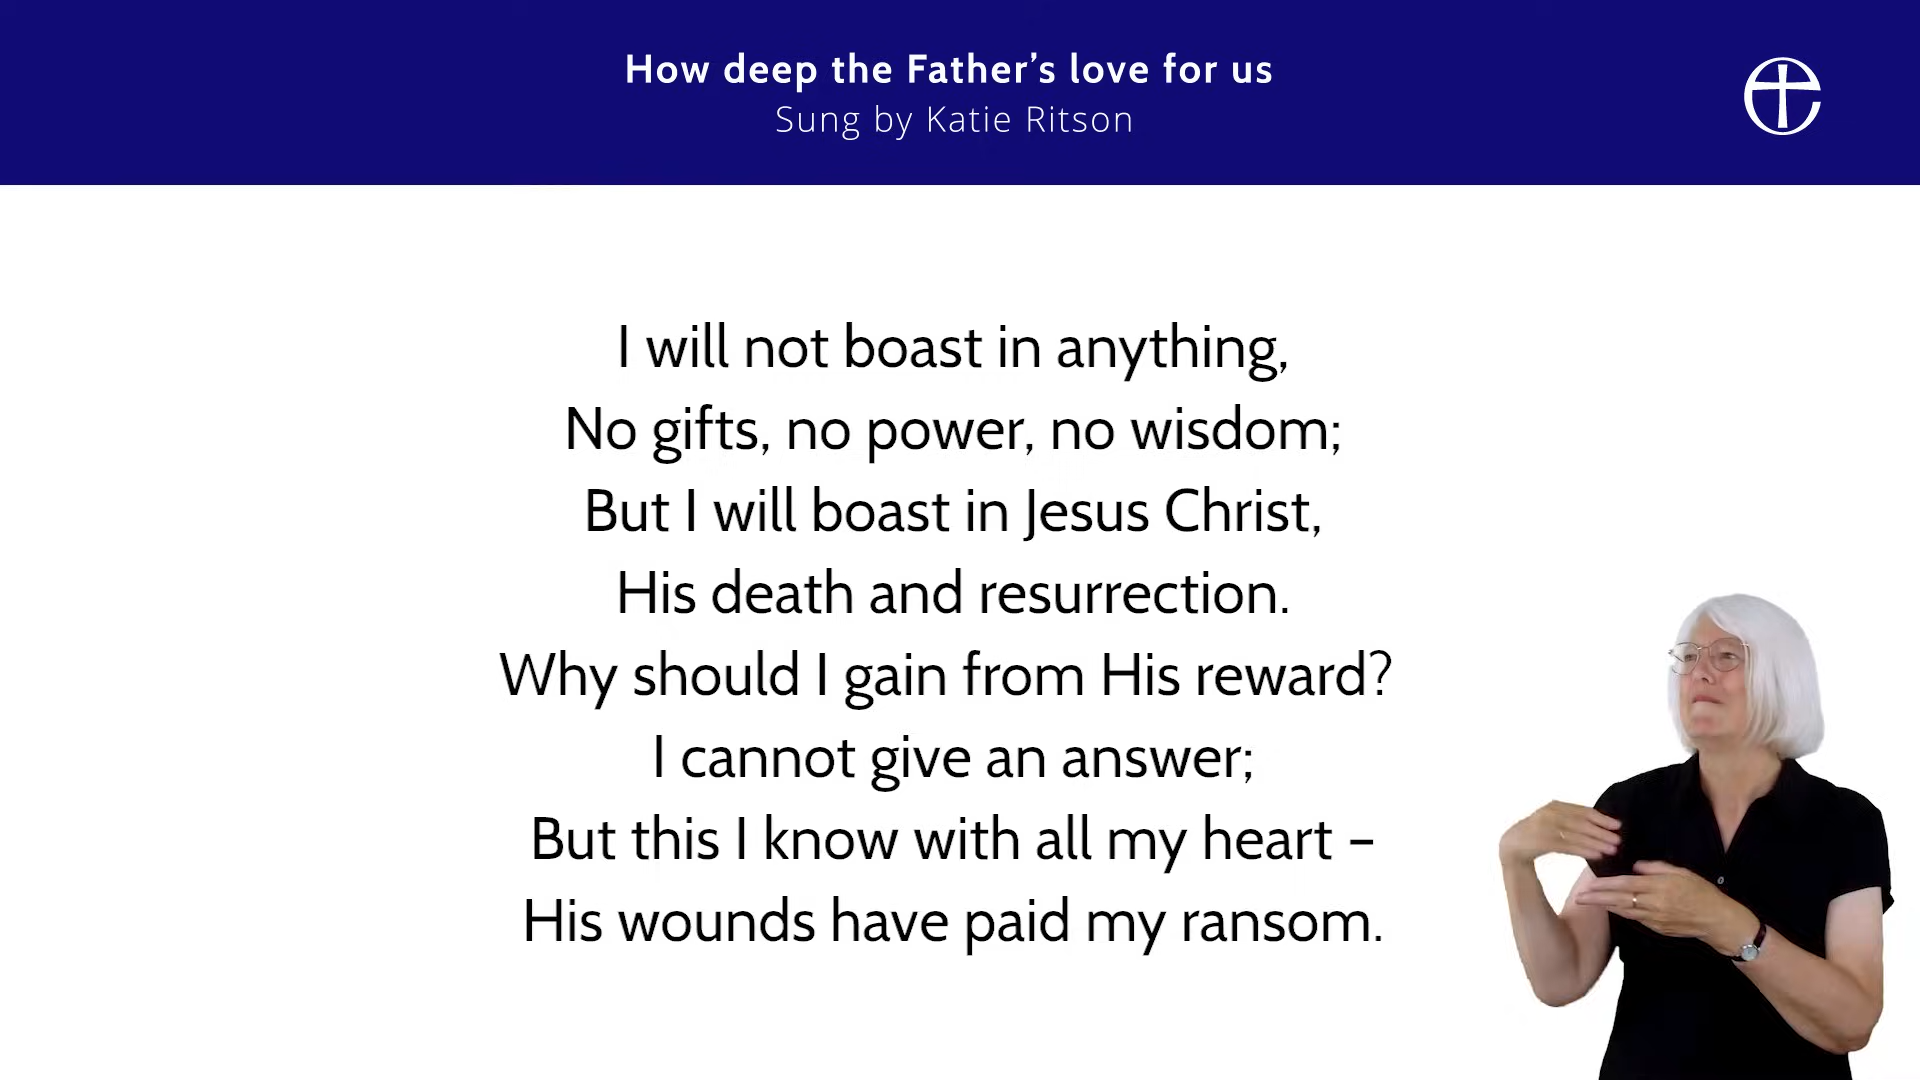 How deep the Father’s love for us
Sung by Katie Ritson
I will not boast in anything,
No gifts, no power, no wisdom;
But I will boast in Jesus Christ,
His death and resurrection.
Why should I gain from His reward?
I cannot give an answer;
But this I know with all my heart –
His wounds have paid my ransom.